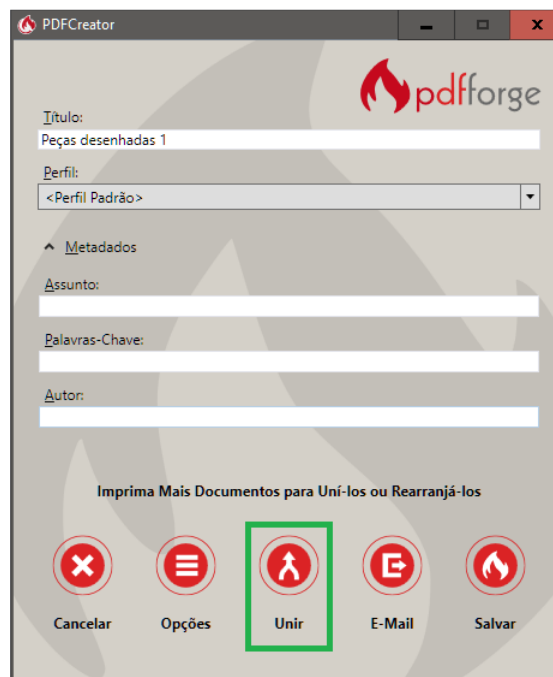 PDFCreator
pdfforge
Título:
Peças desenhadas 1
Perfil:
<Perfil Padrão>
Metadados
Assunto:
Palavras-Chave:
Autor:
Imprima Mais Documentos para Uní-los ou Rearranjá-los
Cancelar Opções Unir E-Mail Salvar